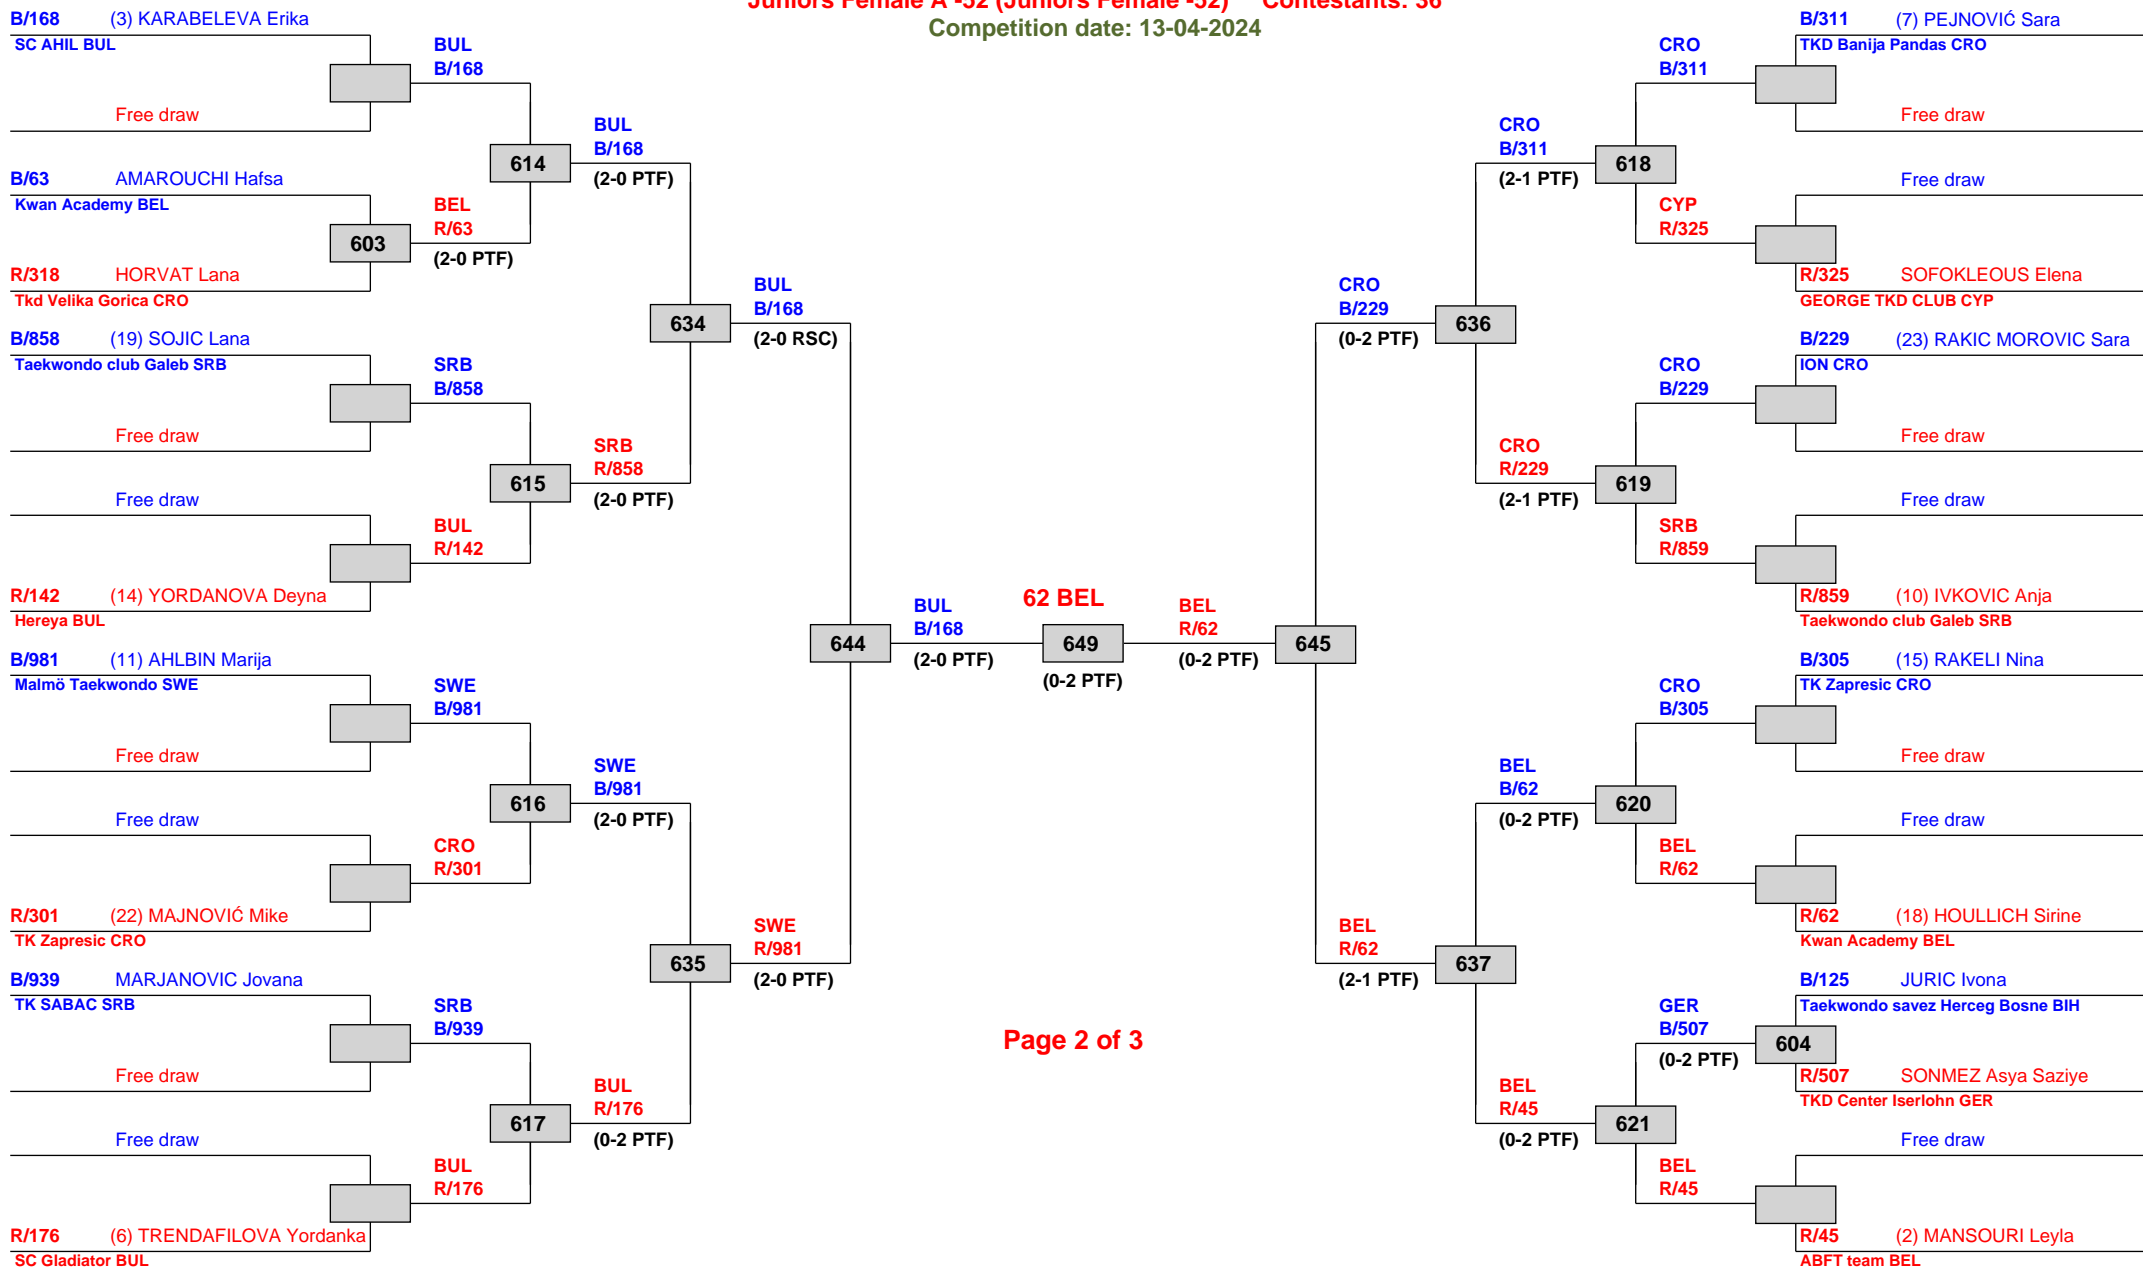 Juniors Female A -52 (Juniors Female -52) Contestants: 36
Competition date: 13-04-2024
B/168 (3) KARABELEVA Erika
SC AHIL BUL
Free draw
BUL
B/168
B/63 AMAROUCHI Hafsa
Kwan Academy BEL
603
R/318 HORVAT Lana
Tkd Velika Gorica CRO
BEL
R/63
(2-0 PTF)
614
BUL
B/168
(2-0 PTF)
B/858 (19) SOJIC Lana
Taekwondo club Galeb SRB
Free draw
SRB
B/858
Free draw
R/142 (14) YORDANOVA Deyna
Hereya BUL
BUL
R/142
615
SRB
R/858
(2-0 PTF)
634
BUL
B/168
(2-0 RSC)
B/981 (11) AHLBIN Marija
Malmö Taekwondo SWE
Free draw
SWE
B/981
Free draw
R/301 (22) MAJNOVIĆ Mike
TK Zapresic CRO
CRO
R/301
616
SWE
B/981
(2-0 PTF)
B/939 MARJANOVIC Jovana
TK SABAC SRB
Free draw
SRB
B/939
Free draw
R/176 (6) TRENDAFILOVA Yordanka
SC Gladiator BUL
BUL
R/176
617
BUL
R/176
(0-2 PTF)
635
SWE
R/981
(2-0 PTF)
644
BUL
B/168
(2-0 PTF)
62 BEL
649
(0-2 PTF)
BEL
R/62
(0-2 PTF)
645
Page 2 of 3
CRO
B/229
(0-2 PTF)
636
CRO
B/311
(2-1 PTF)
618
CRO
B/311
B/311 (7) PEJNOVIĆ Sara
TKD Banija Pandas CRO
Free draw
CYP
R/325
Free draw
R/325 SOFOKLEOUS Elena
GEORGE TKD CLUB CYP
CRO
R/229
(2-1 PTF)
619
CRO
B/229
B/229 (23) RAKIC MOROVIC Sara
ION CRO
Free draw
SRB
R/859
Free draw
R/859 (10) IVKOVIC Anja
Taekwondo club Galeb SRB
BEL
R/62
(2-1 PTF)
637
BEL
B/62
(0-2 PTF)
620
CRO
B/305
B/305 (15) RAKELI Nina
TK Zapresic CRO
Free draw
BEL
R/62
Free draw
R/62 (18) HOULLICH Sirine
Kwan Academy BEL
BEL
R/45
(0-2 PTF)
621
GER
B/507
(0-2 PTF)
B/125 JURIC Ivona
Taekwondo savez Herceg Bosne BIH
604
R/507 SONMEZ Asya Saziye
TKD Center Iserlohn GER
BEL
R/45
Free draw
R/45 (2) MANSOURI Leyla
ABFT team BEL